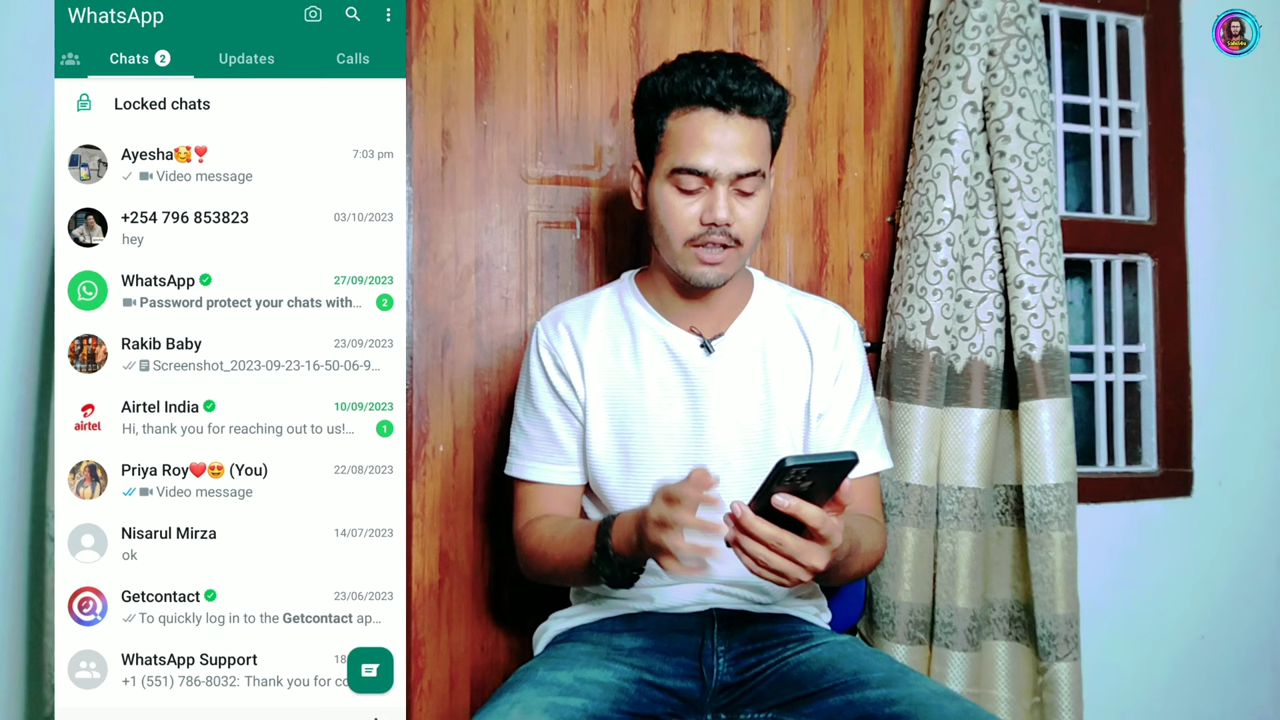 WhatsApp
Chats 2
Updates
Calls
Locked chats
Ayesha🥰❣️ 7:03 pm
Video message
+254 796 853823 03/10/2023
hey
WhatsApp 27/09/2023
Password protect your chats with... 2
Rakib Baby 23/09/2023
Screenshot_2023-09-23-16-50-06-9...
Airtel India 10/09/2023
airtel
Hi, thank you for reaching out to us!... 1
Priya Roy❤️😍 (You) 22/08/2023
Video message
Nisarul Mirza 14/07/2023
ok
Getcontact 23/06/2023
To quickly log in to the Getcontact ap...
WhatsApp Support 18
+1 (551) 786-8032: Thank you for co